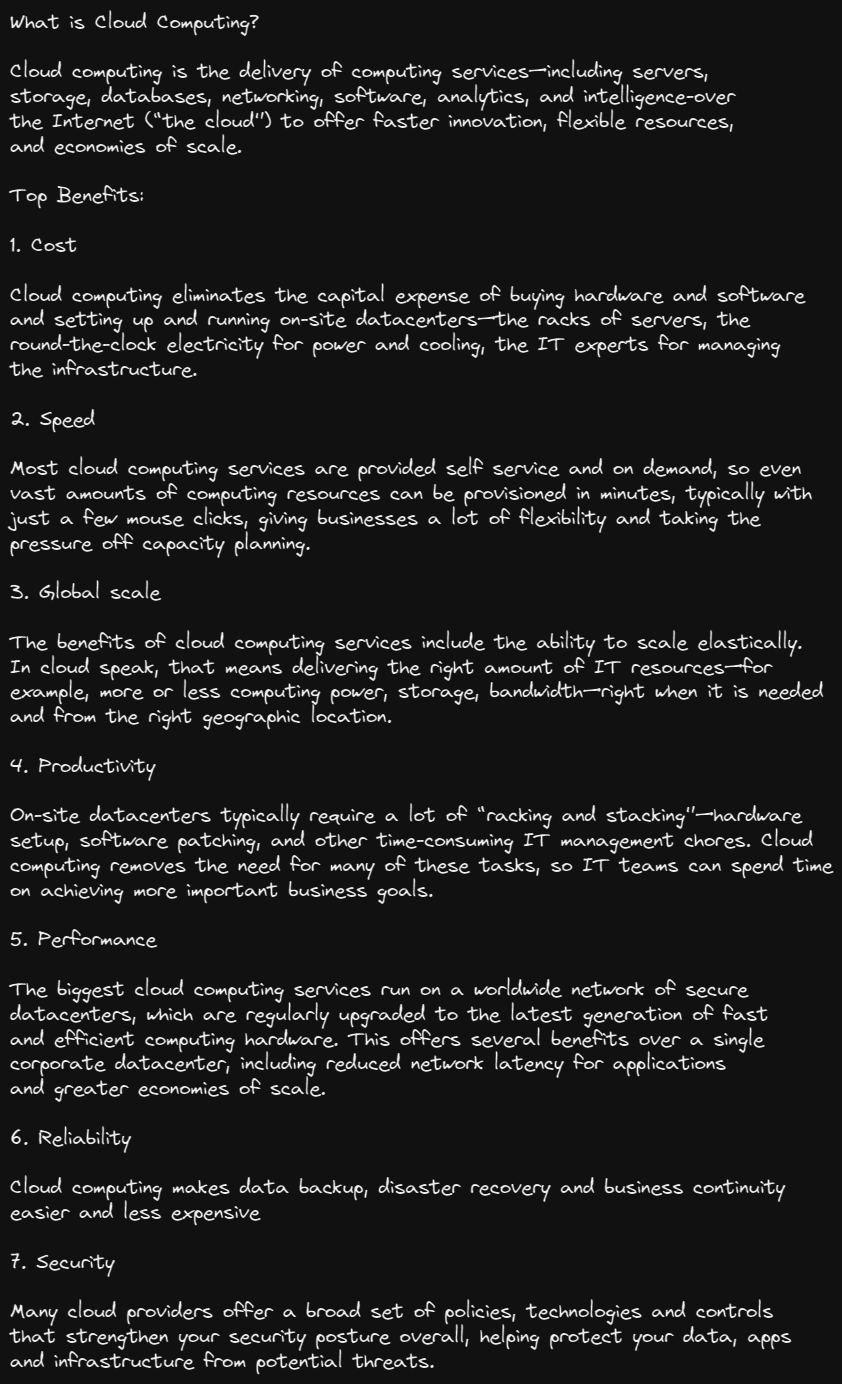 What is Cloud Computing?
Cloud computing is the delivery of computing services—including servers,
storage, databases, networking, software, analytics, and intelligence-over
the Internet (“the cloud”) to offer faster innovation, flexible resources,
and economies of scale.
Top Benefits:
1. Cost
Cloud computing eliminates the capital expense of buying hardware and software
and setting up and running on-site datacenters—the racks of servers, the
round-the-clock electricity for power and cooling, the IT experts for managing
the infrastructure.
2. Speed
Most cloud computing services are provided self service and on demand, so even
vast amounts of computing resources can be provisioned in minutes, typically with
just a few mouse clicks, giving businesses a lot of flexibility and taking the
pressure off capacity planning.
3. Global scale
The benefits of cloud computing services include the ability to scale elastically.
In cloud speak, that means delivering the right amount of IT resources—for
example, more or less computing power, storage, bandwidth—right when it is needed
and from the right geographic location.
4. Productivity
On-site datacenters typically require a lot of “racking and stacking”—hardware
setup, software patching, and other time-consuming IT management chores. Cloud
computing removes the need for many of these tasks, so IT teams can spend time
on achieving more important business goals.
5. Performance
The biggest cloud computing services run on a worldwide network of secure
datacenters, which are regularly upgraded to the latest generation of fast
and efficient computing hardware. This offers several benefits over a single
corporate datacenter, including reduced network latency for applications
and greater economies of scale.
6. Reliability
Cloud computing makes data backup, disaster recovery and business continuity
easier and less expensive
7. Security
Many cloud providers offer a broad set of policies, technologies and controls
that strengthen your security posture overall, helping protect your data, apps
and infrastructure from potential threats.